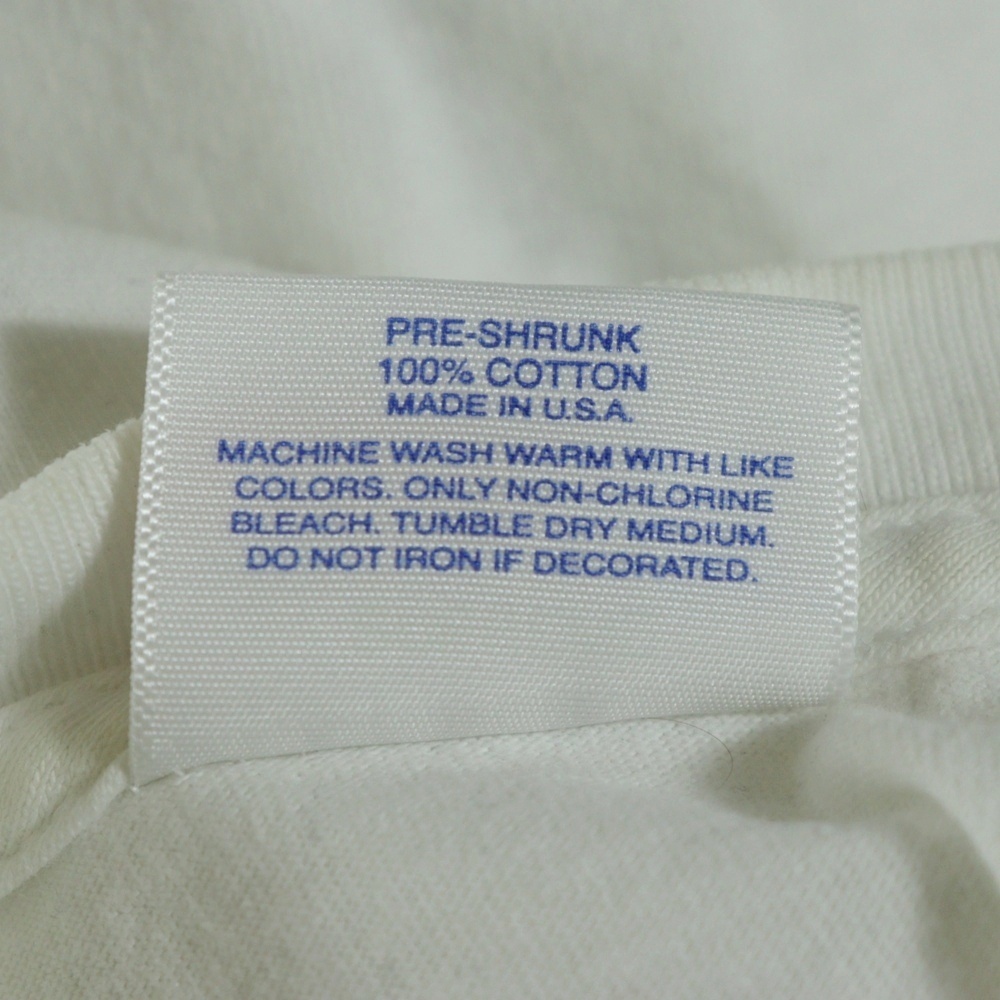 PRE-SHRUNK
100% COTTON
MADE IN U.S.A.
MACHINE WASH WARM WITH LIKE
COLORS. ONLY NON-CHLORINE
BLEACH. TUMBLE DRY MEDIUM.
DO NOT IRON IF DECORATED.